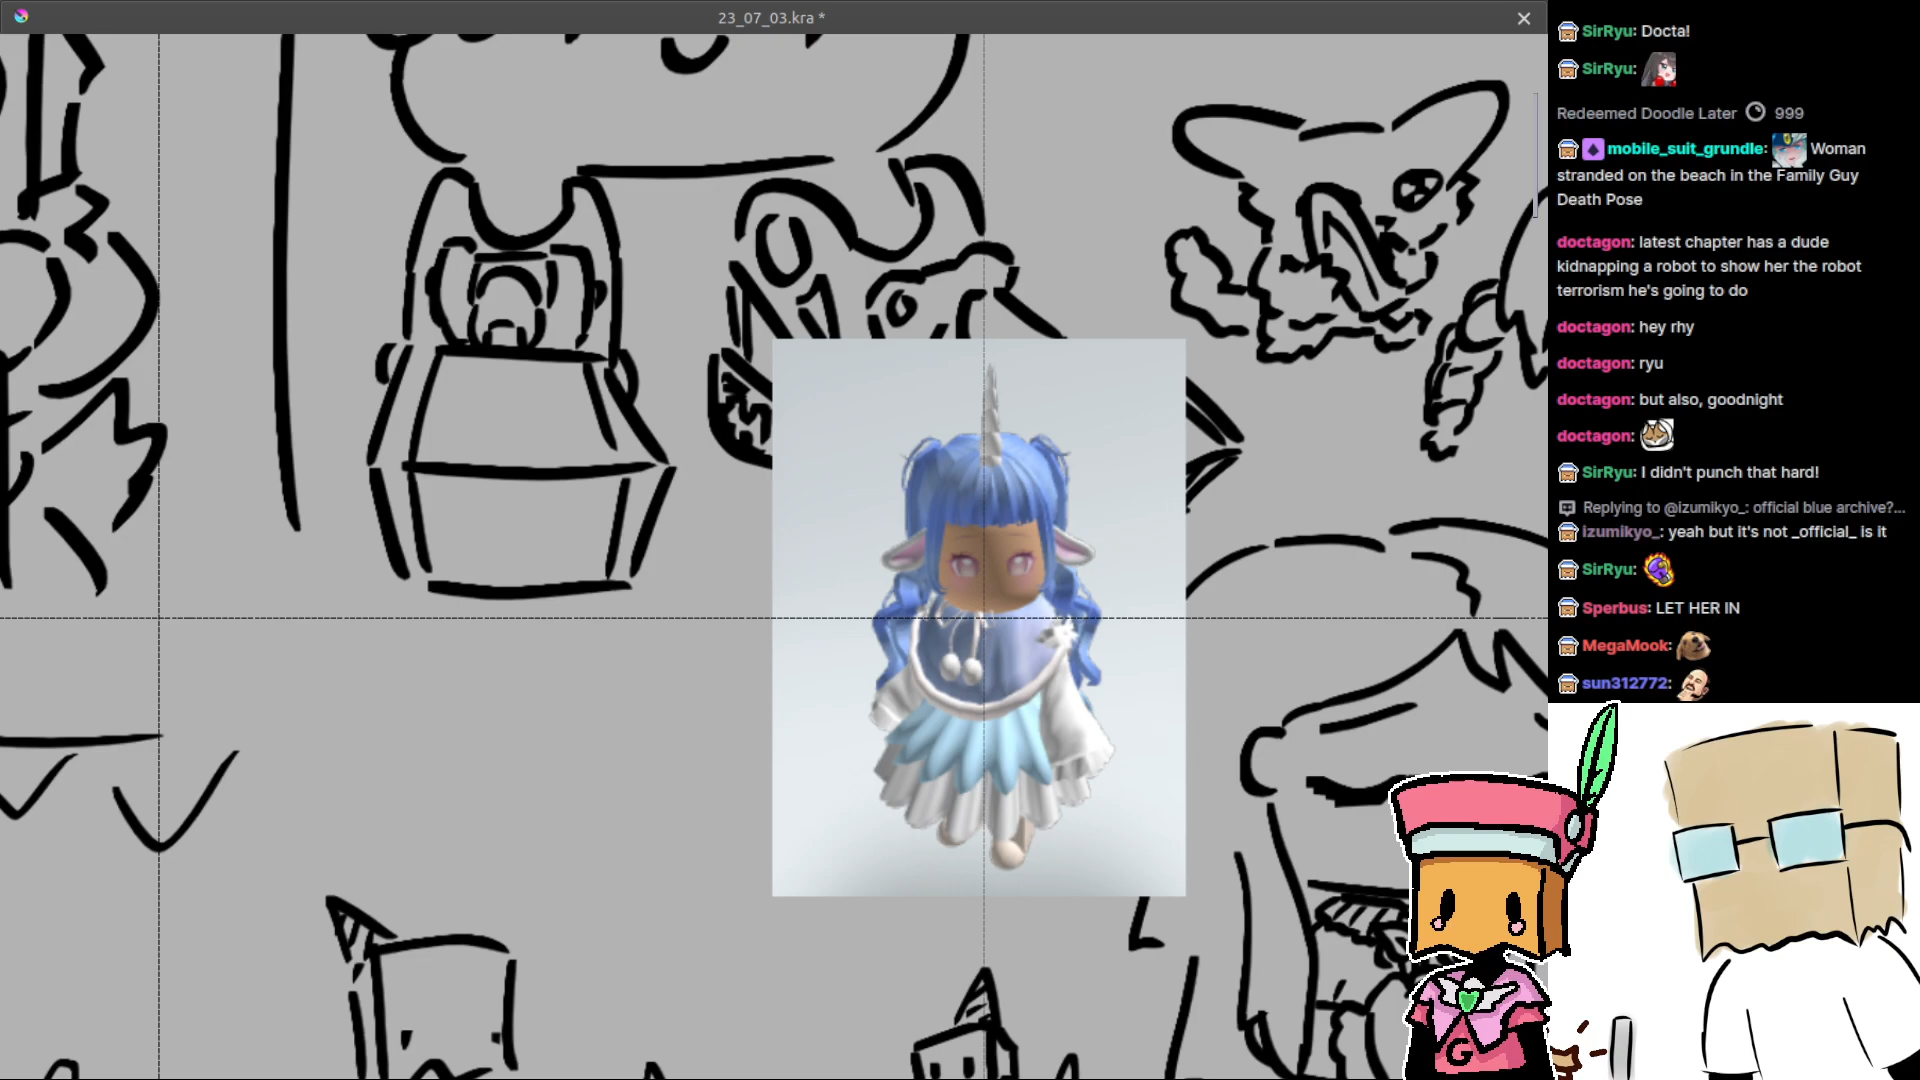 23_07_03.kra *
SirRyu: Docta!
SirRyu:
Redeemed Doodle Later 999
mobile_suit_grundle: Woman
stranded on the beach in the Family Guy
Death Pose
doctagon: latest chapter has a dude
kidnapping a robot to show her the robot
terrorism he's going to do
doctagon: hey rhy
doctagon: ryu
doctagon: but also, goodnight
doctagon:
SirRyu: I didn't punch that hard!
Replying to @izumikyo_: official blue archive?...
izumikyo_: yeah but it's not _official_ is it
SirRyu:
Sperbus: LET HER IN
MegaMook:
sun312772:
G